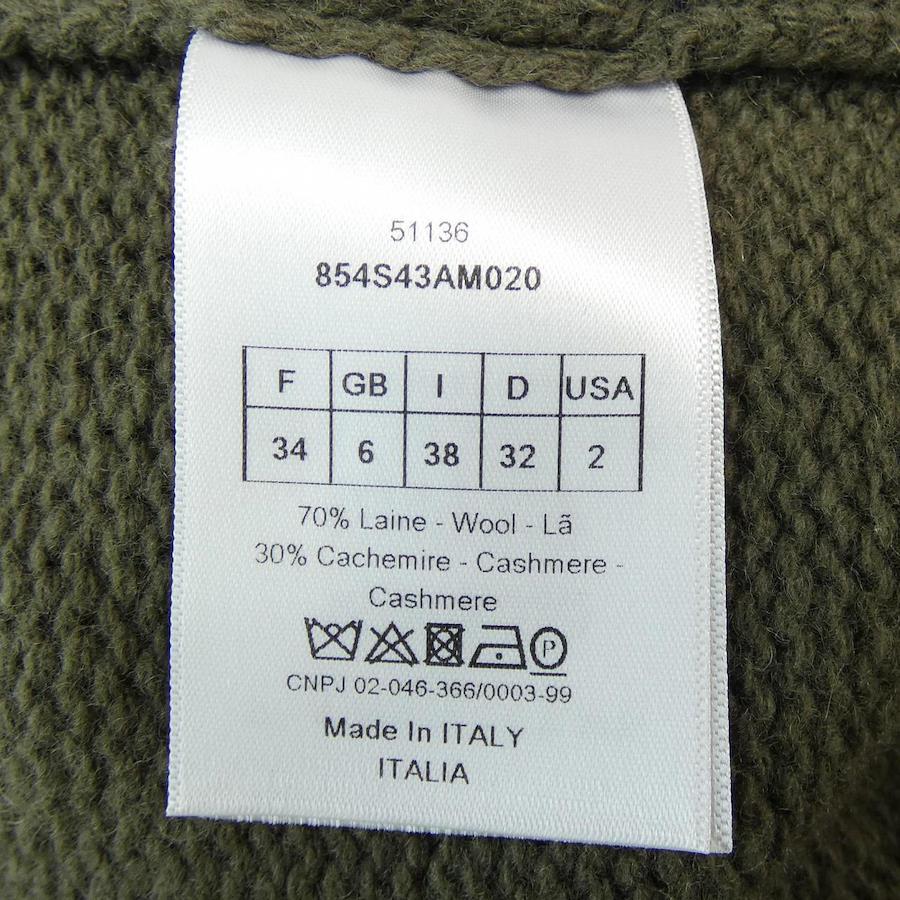 51136
854S43AM020
F GB I D USA
34 6 38 32 2
70% Laine - Wool - Lã
30% Cachemire - Cashmere -
Cashmere
P
CNPJ 02-046-366/0003-99
Made In ITALY
ITALIA